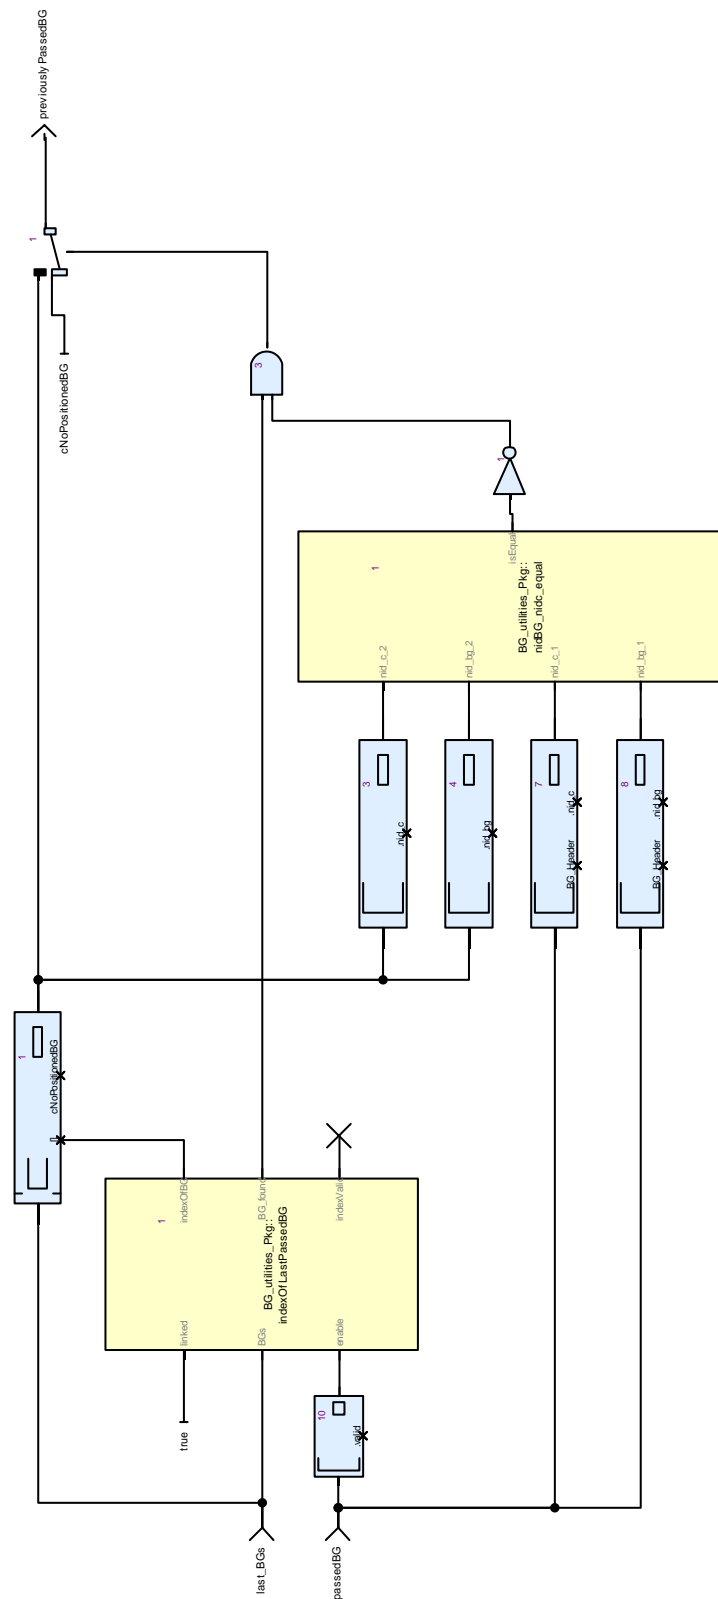 previouslyPassedBG
1
cNoPositionedBG
3
1
isEqual
BG_utilities_Pkg::
nidBG_nidc_equal
1
nid_c_2
nid_bg_2
nid_c_1
nid_bg_1
3
.nid_c
4
.nid_bg
7
.nid_c
BG_Header
8
.nid_bg
BG_Header
1
cNoPositionedBG
indexOfBG
BG_found
indexValid
1
BG_utilities_Pkg::
indexOfLastPassedBG
linked
BGs
enable
true
10
.valid
last_BGs
passedBG